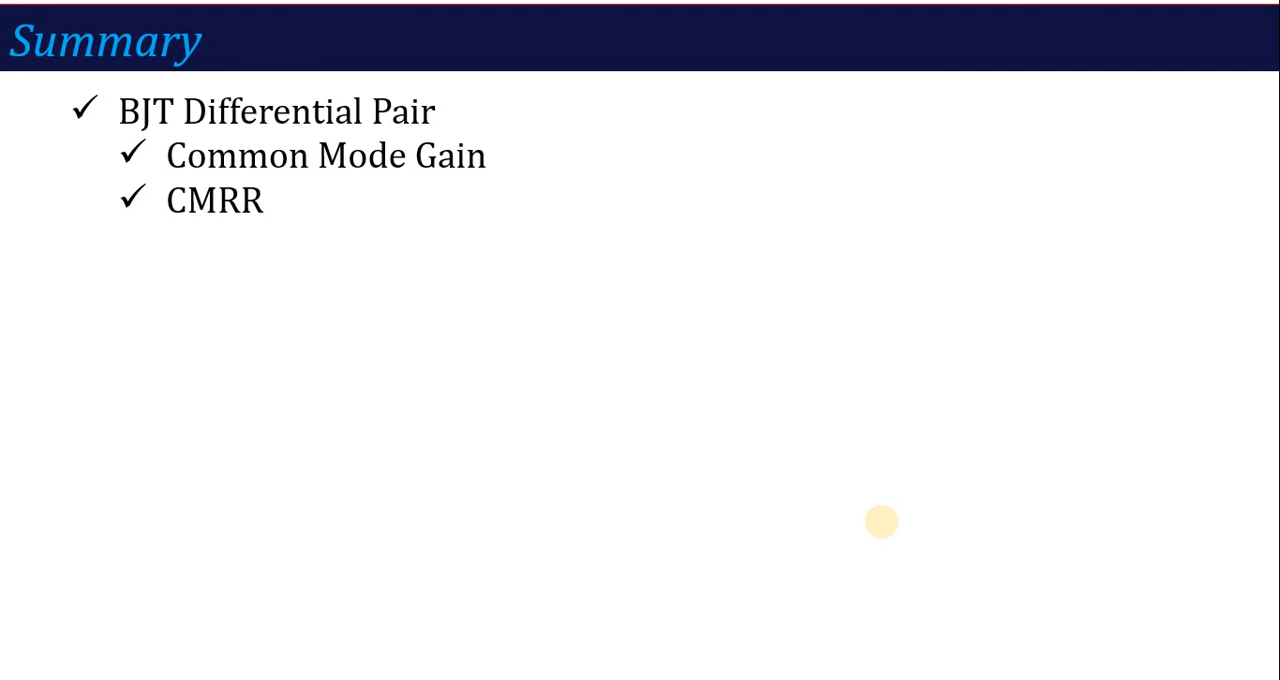 Summary
✓ BJT Differential Pair
✓ Common Mode Gain
✓ CMRR